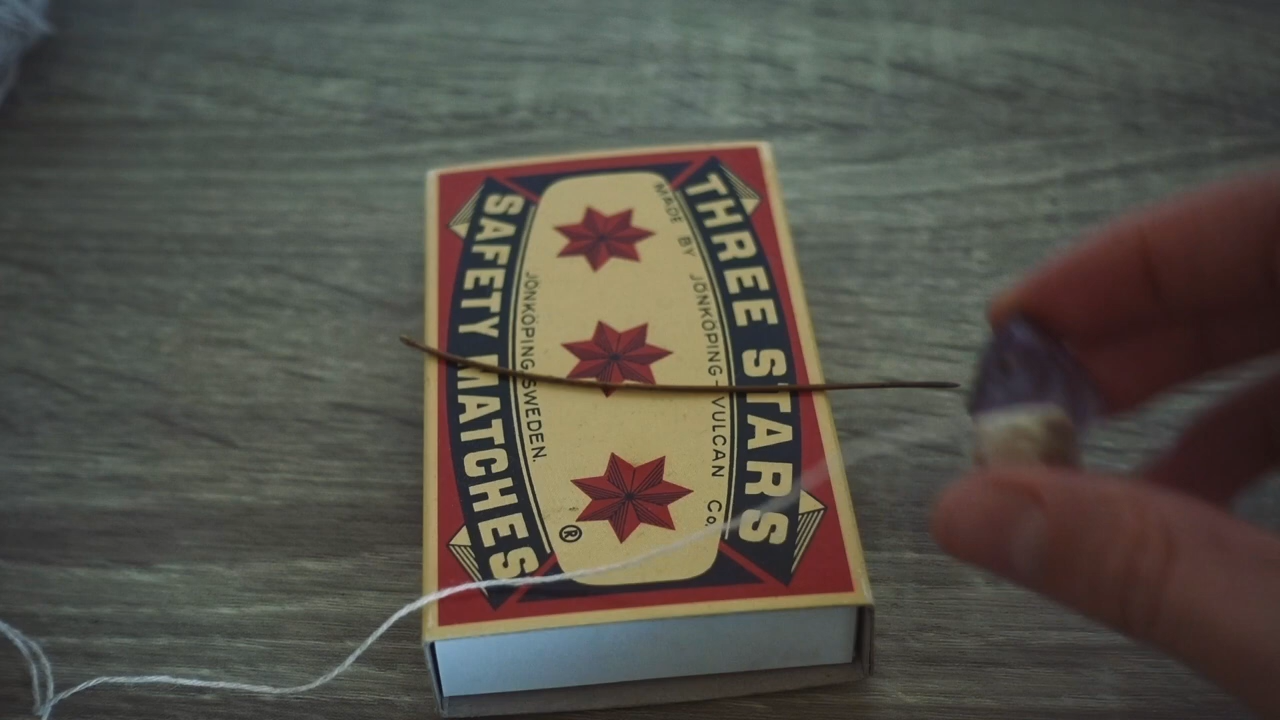 THREE STARS
MADE BY JÖNKÖPING-VULCAN Co.
JÖNKÖPING SWEDEN.
®
SAFETY MATCHES